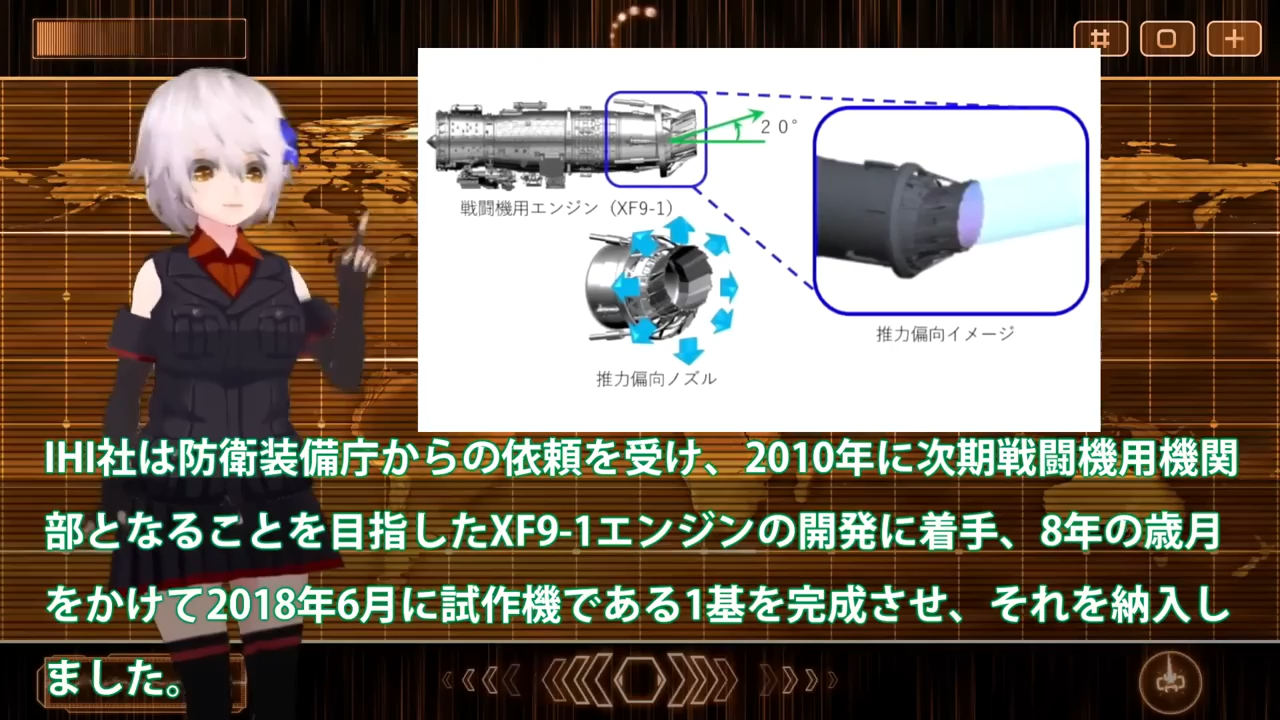 20°
戦闘機用エンジン（XF9-1）
推力偏向イメージ
推力偏向ノズル
IHI社は防衛装備庁からの依頼を受け、2010年に次期戦闘機用機関
部となることを目指したXF9-1エンジンの開発に着手、8年の歳月
をかけて2018年6月に試作機である1基を完成させ、それを納入し
ました。